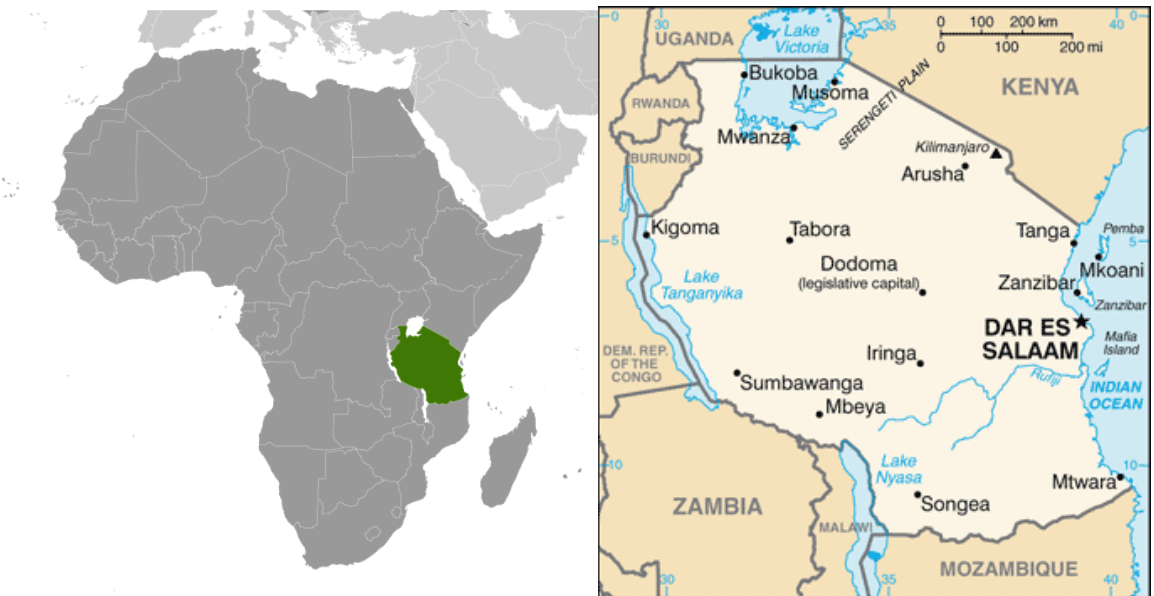 0
30
35
0 100 200 km
0 100 200 mi
40
0
UGANDA
Lake
Victoria
KENYA
Bukoba
Musoma
SERENGETI PLAIN
RWANDA
Mwanza
BURUNDI
Kilimanjaro
Arusha
Kigoma
Tabora
Tanga
Pemba
5
5
Dodoma
(legislative capital)
Mkoani
Lake
Tanganyika
Zanzibar
Zanzibar
DAR ES
SALAAM
Mafia
Island
DEM. REP.
OF THE
CONGO
Iringa
Rufiji
Sumbawanga
INDIAN
OCEAN
Mbeya
10
Lake
Nyasa
10
Mtwara
Songea
ZAMBIA
MALAWI
MOZAMBIQUE
30
35
40